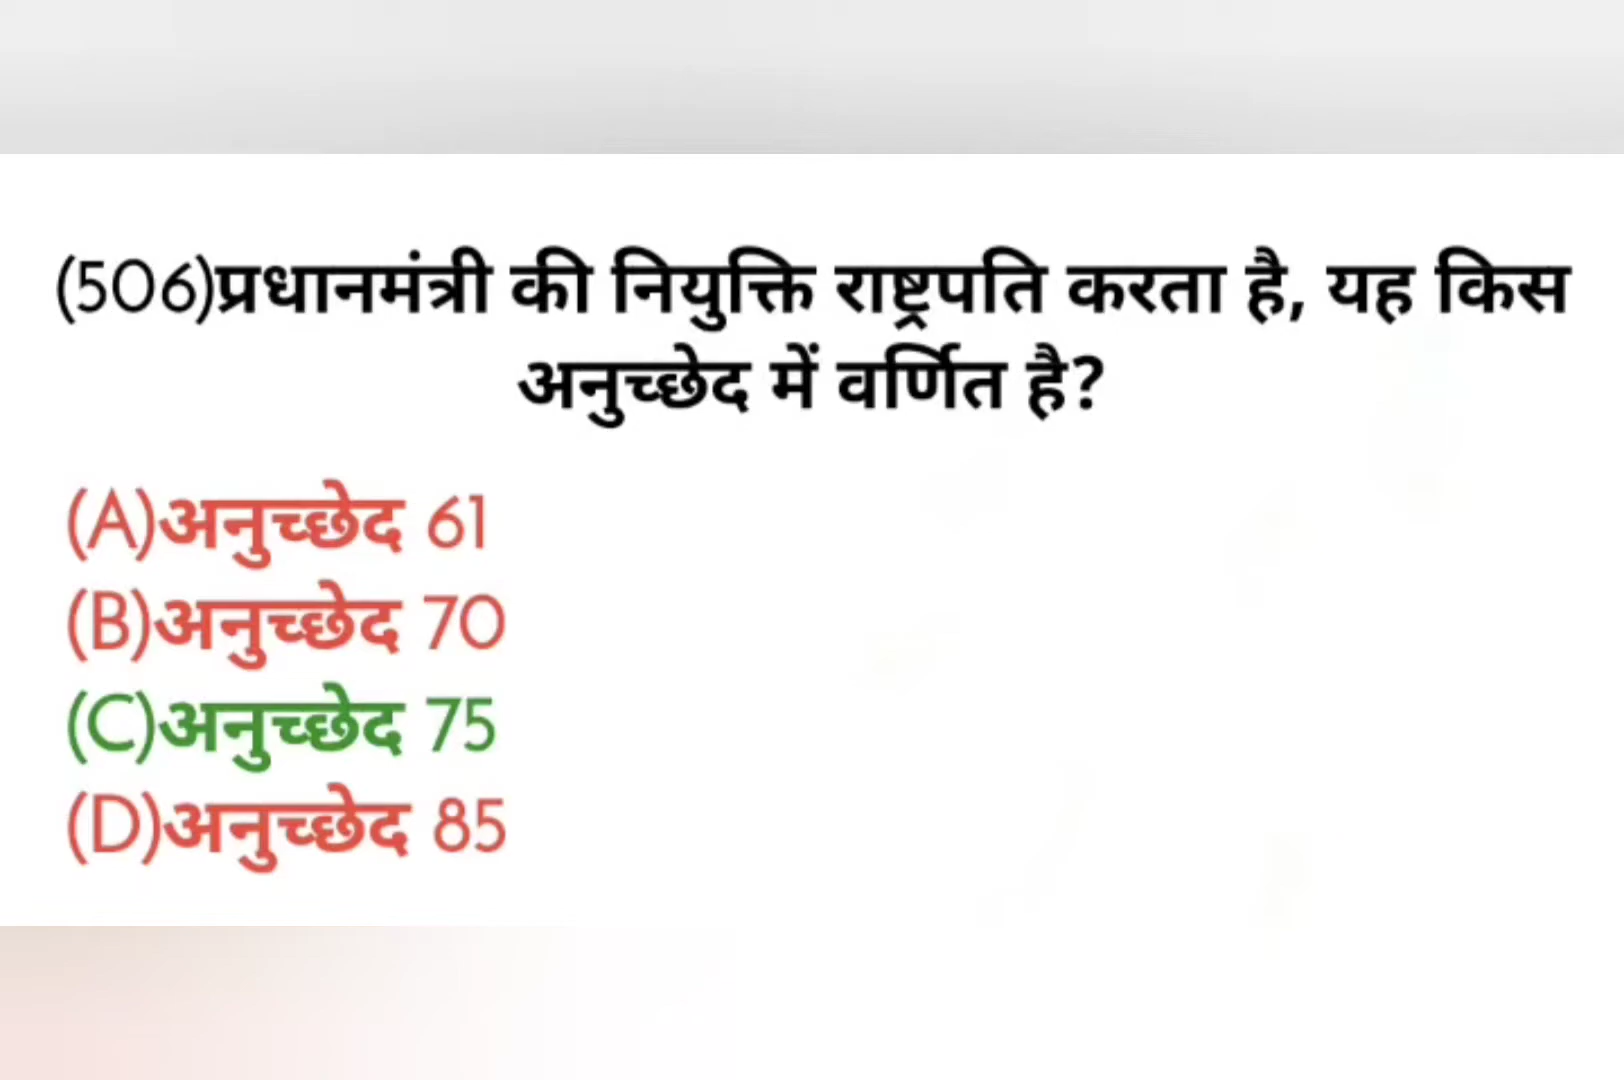 (506)प्रधानमंत्री की नियुक्ति राष्ट्रपति करता है, यह किस
अनुच्छेद में वर्णित है?
(A)अनुच्छेद 61
(B)अनुच्छेद 70
(C)अनुच्छेद 75
(D)अनुच्छेद 85